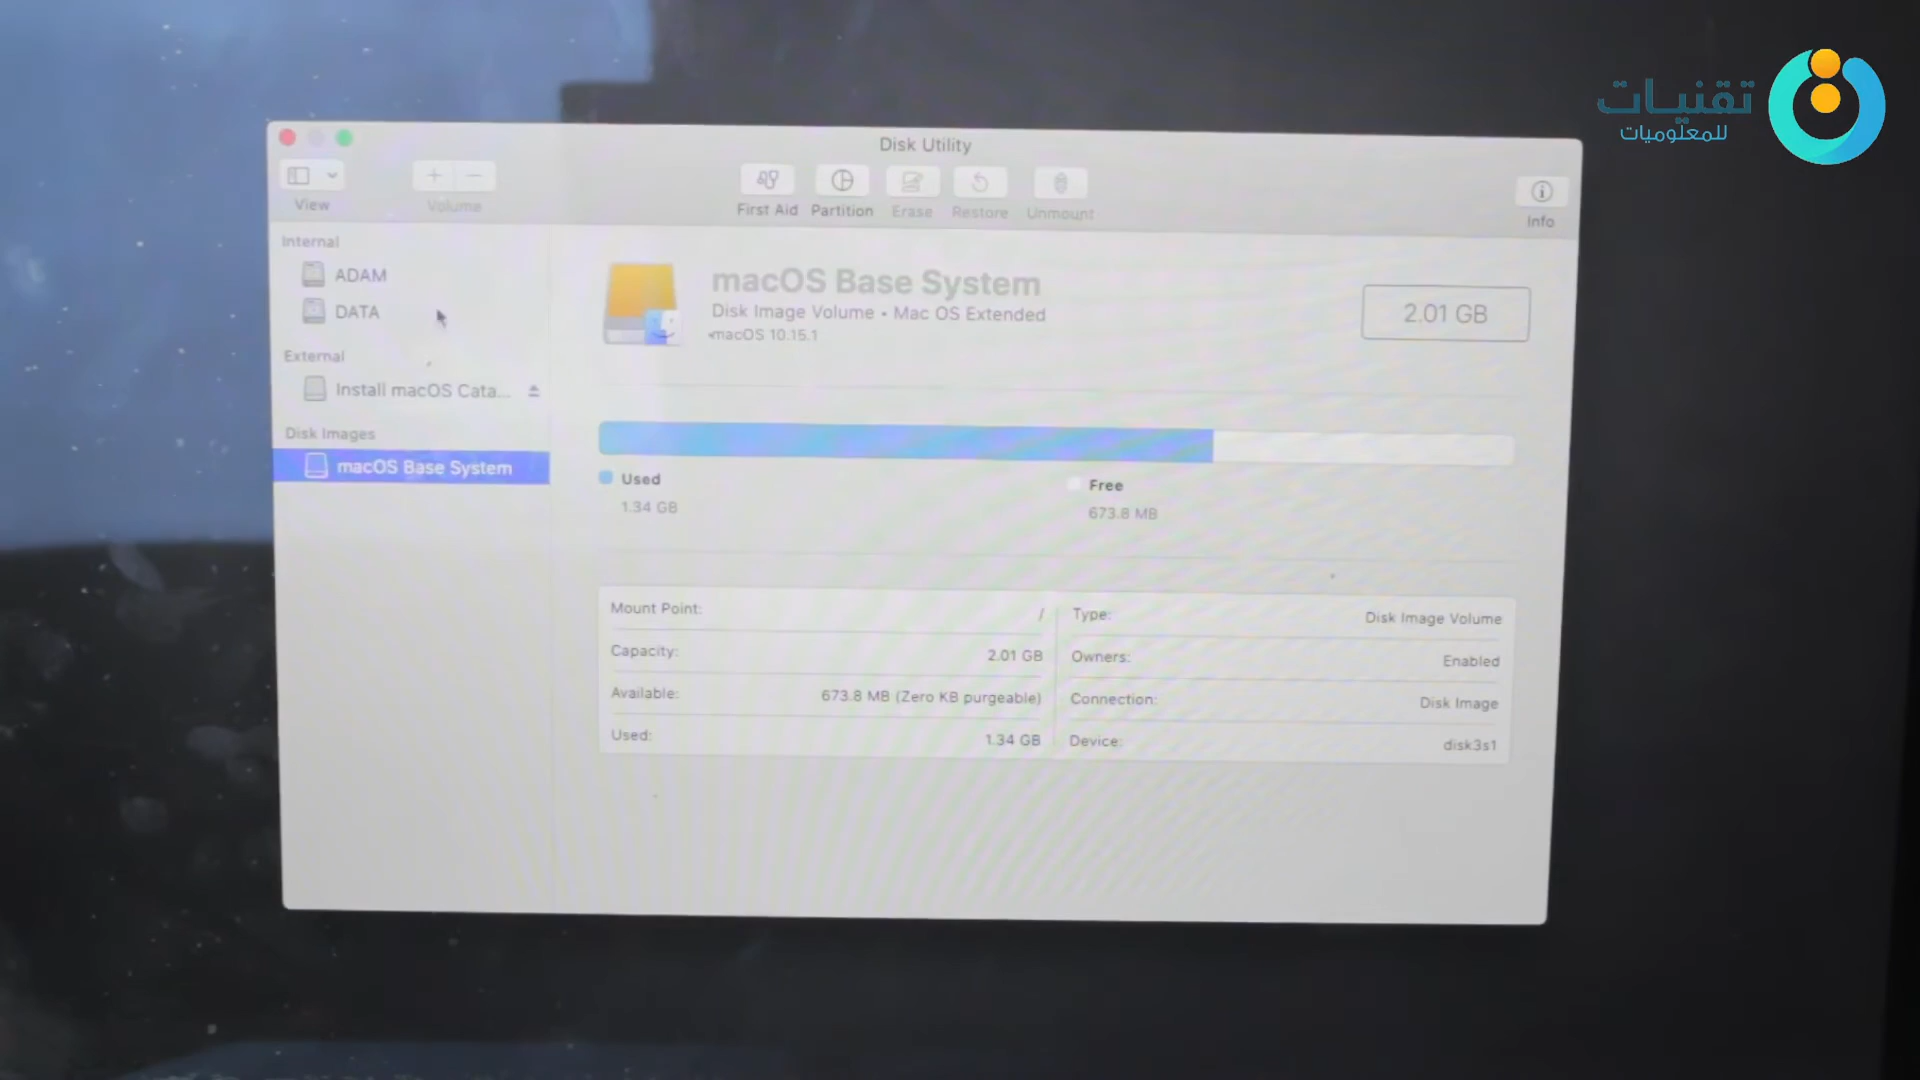 تقنيات
للمعلوميات
Disk Utility
View
Volume
First Aid
Partition
Erase
Restore
Unmount
Info
Internal
ADAM
DATA
External
Install macOS Cata...
Disk Images
macOS Base System
macOS Base System
Disk Image Volume • Mac OS Extended
macOS 10.15.1
2.01 GB
Used
1.34 GB
Free
673.8 MB
Mount Point: /
Capacity: 2.01 GB
Available: 673.8 MB (Zero KB purgeable)
Used: 1.34 GB
Type: Disk Image Volume
Owners: Enabled
Connection: Disk Image
Device: disk3s1